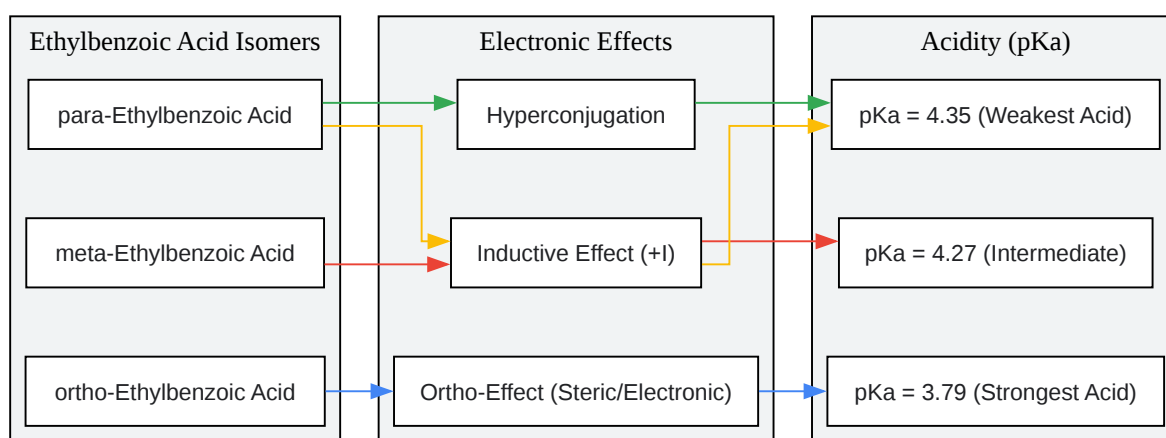 Ethylbenzoic Acid Isomers
Electronic Effects
Acidity (pKa)
para-Ethylbenzoic Acid
Hyperconjugation
pKa = 4.35 (Weakest Acid)
meta-Ethylbenzoic Acid
Inductive Effect (+I)
pKa = 4.27 (Intermediate)
ortho-Ethylbenzoic Acid
Ortho-Effect (Steric/Electronic)
pKa = 3.79 (Strongest Acid)